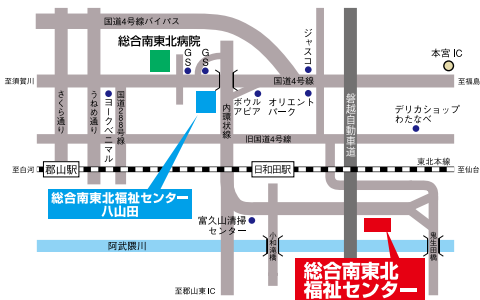 国道4号線バイパス
総合南東北病院
GS
GS
ジャスコ
本宮IC
至須賀川
国道4号線
至福島
さくら通り
うねめ通り
ヨークベニマル
国道288号線
内環状線
ボウル
アピア
オリエント
パーク
磐越自動車道
デリカショップ
わたなべ
旧国道4号線
至白河
郡山駅
日和田駅
東北本線
至仙台
総合南東北福祉センター
八山田
富久山清掃
センター
阿武隈川
小和滝橋
鬼生田橋
至郡山東IC
総合南東北
福祉センター